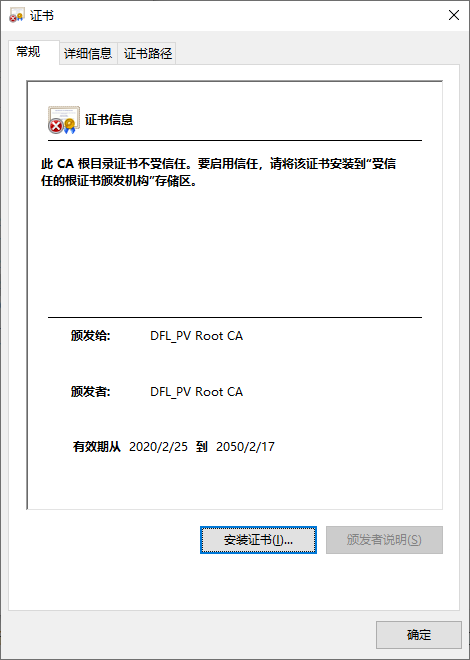 证书
常规 详细信息 证书路径
证书信息
此 CA 根目录证书不受信任。要启用信任，请将该证书安装到“受信
任的根证书颁发机构”存储区。
颁发给: DFL_PV Root CA
颁发者: DFL_PV Root CA
有效期从 2020/2/25 到 2050/2/17
安装证书(I)... 颁发者说明(S)
确定